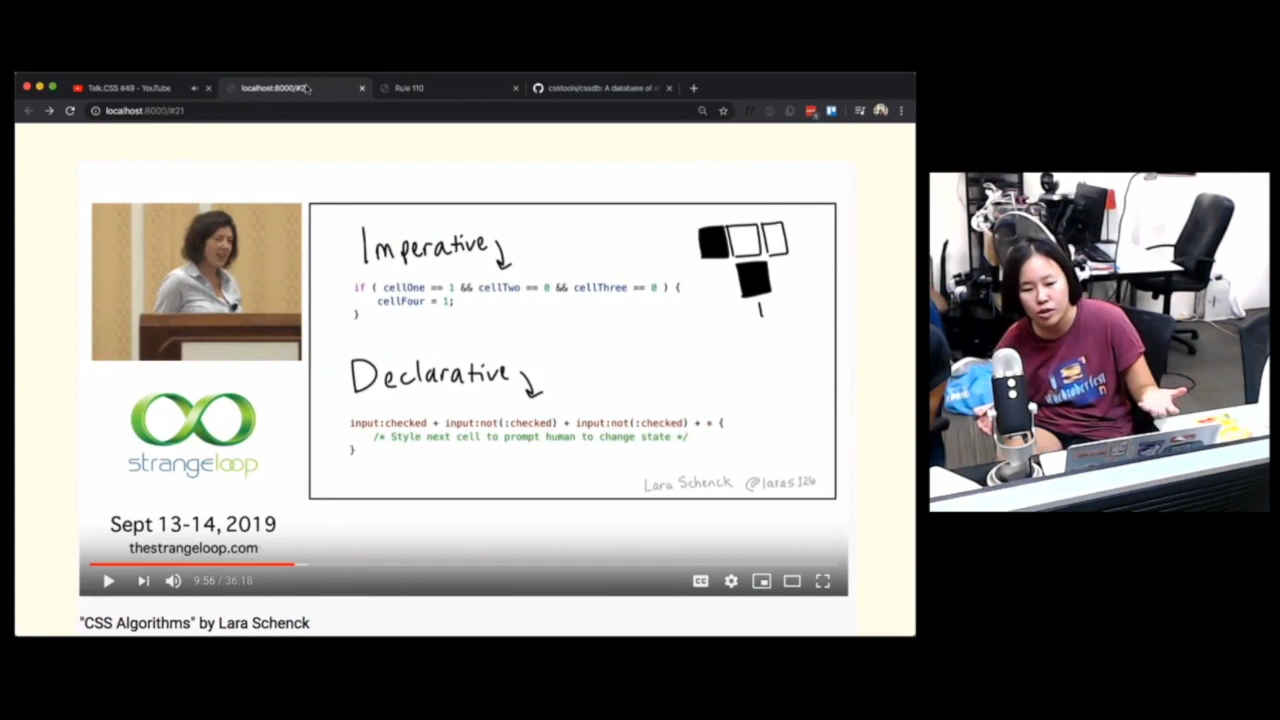 Talk.CSS #49 - YouTube
localhost:8000/#2
Rule 110
csstools/cssdb: A database of
localhost:8000/#21
Imperative
if ( cellOne == 1 && cellTwo == 0 && cellThree == 0 ) {
cellFour = 1;
}
1
Declarative
input:checked + input:not(:checked) + input:not(:checked) + * {
/* Style next cell to prompt human to change state */
}
Lara Schenck @laras126
strangeloop
Sept 13-14, 2019
thestrangeloop.com
9:56 / 36:18
CC
"CSS Algorithms" by Lara Schenck